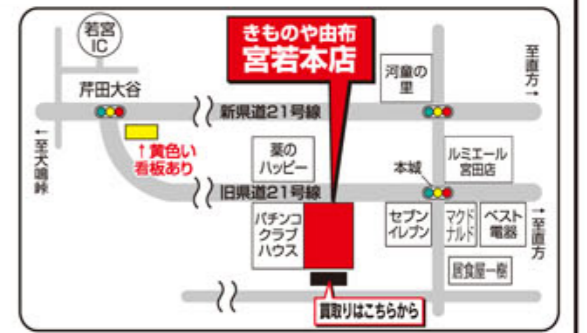 若宮
IC
芹田大谷
きものや由布
宮若本店
河童の
里
至直方→
新県道21号線
←至犬鳴峠
↑黄色い
看板あり
薬の
ハッピー
本城
ルミエール
宮田店
旧県道21号線
パチンコ
クラブ
ハウス
セブン
イレブン
マクド
ナルド
ベスト
電器
→至直方
居食屋一樹
買取りはこちらから